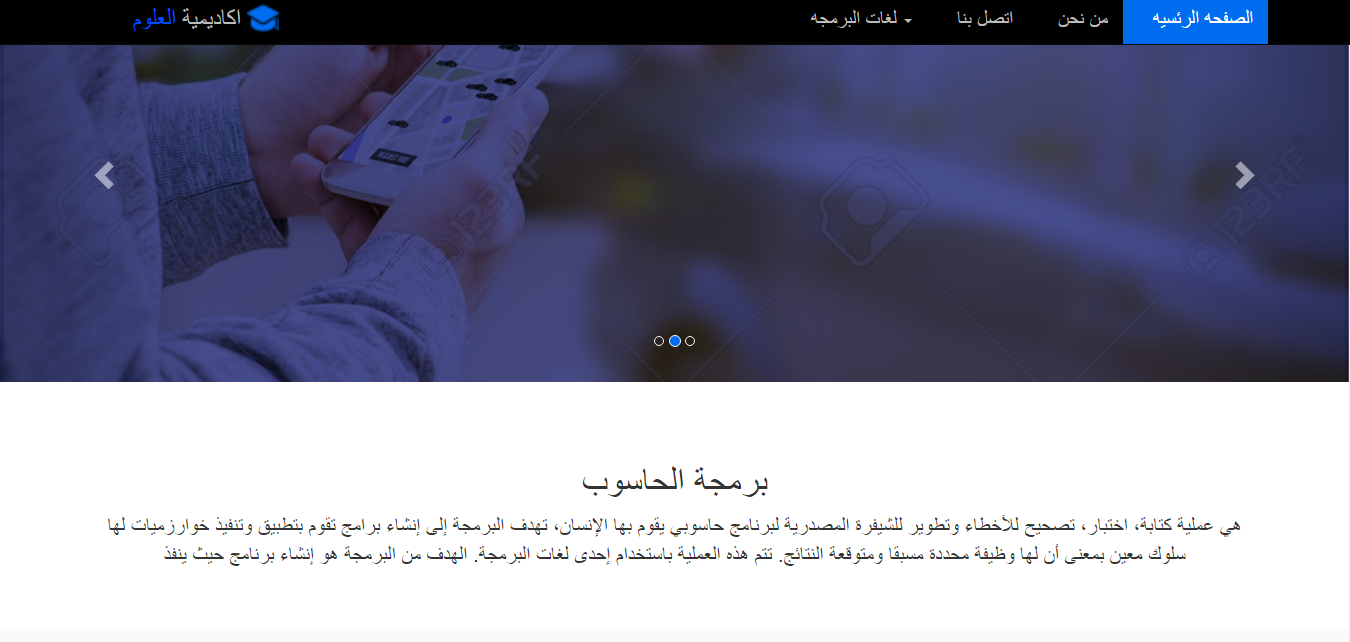 الصفحه الرئسيه
من نحن
اتصل بنا
لغات البرمجه
اكاديمية العلوم
123RF
123RF
برمجة الحاسوب
هي عملية كتابة، اختبار، تصحيح للأخطاء وتطوير للشيفرة المصدرية لبرنامج حاسوبي يقوم بها الإنسان، تهدف البرمجة إلى إنشاء برامج تقوم بتطبيق وتنفيذ خوارزميات لها
سلوك معين بمعنى أن لها وظيفة محددة مسبقا ومتوقعة النتائج. تتم هذه العملية باستخدام إحدى لغات البرمجة. الهدف من البرمجة هو إنشاء برنامج حيث ينفذ